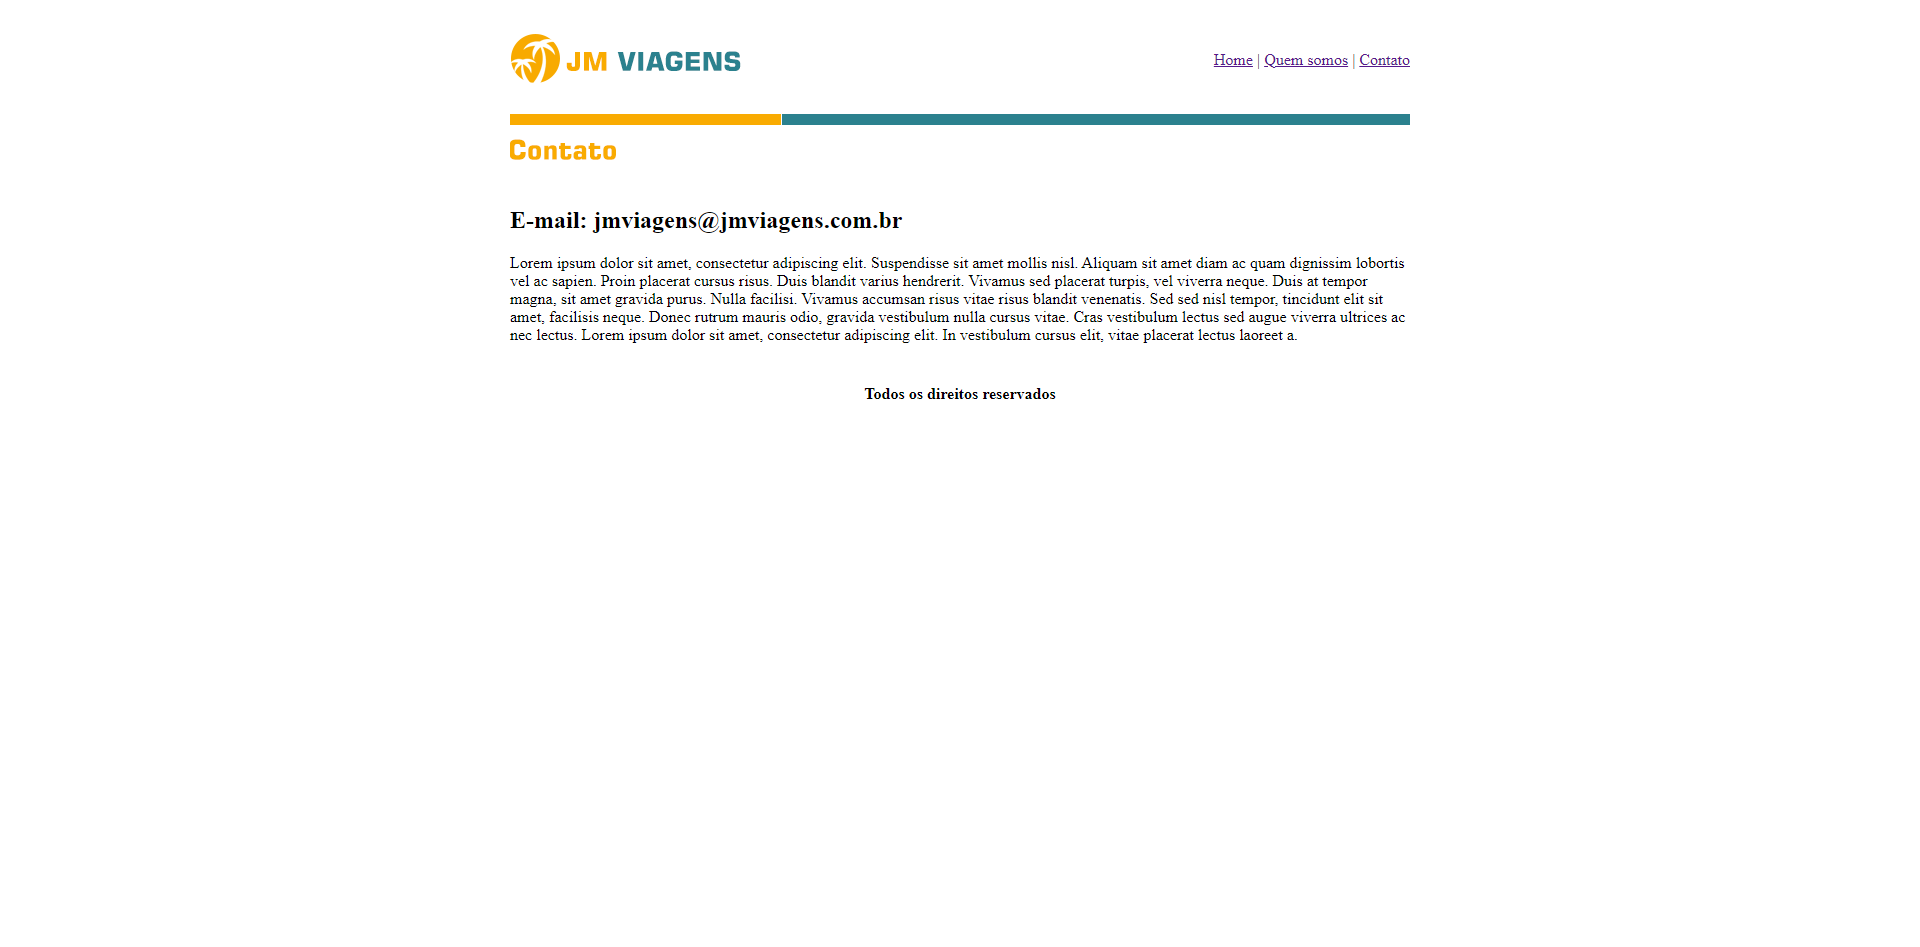 JM VIAGENS
Home | Quem somos | Contato
Contato
E-mail: jmviagens@jmviagens.com.br
Lorem ipsum dolor sit amet, consectetur adipiscing elit. Suspendisse sit amet mollis nisl. Aliquam sit amet diam ac quam dignissim lobortis
vel ac sapien. Proin placerat cursus risus. Duis blandit varius hendrerit. Vivamus sed placerat turpis, vel viverra neque. Duis at tempor
magna, sit amet gravida purus. Nulla facilisi. Vivamus accumsan risus vitae risus blandit venenatis. Sed sed nisl tempor, tincidunt elit sit
amet, facilisis neque. Donec rutrum mauris odio, gravida vestibulum nulla cursus vitae. Cras vestibulum lectus sed augue viverra ultrices ac
nec lectus. Lorem ipsum dolor sit amet, consectetur adipiscing elit. In vestibulum cursus elit, vitae placerat lectus laoreet a.
Todos os direitos reservados